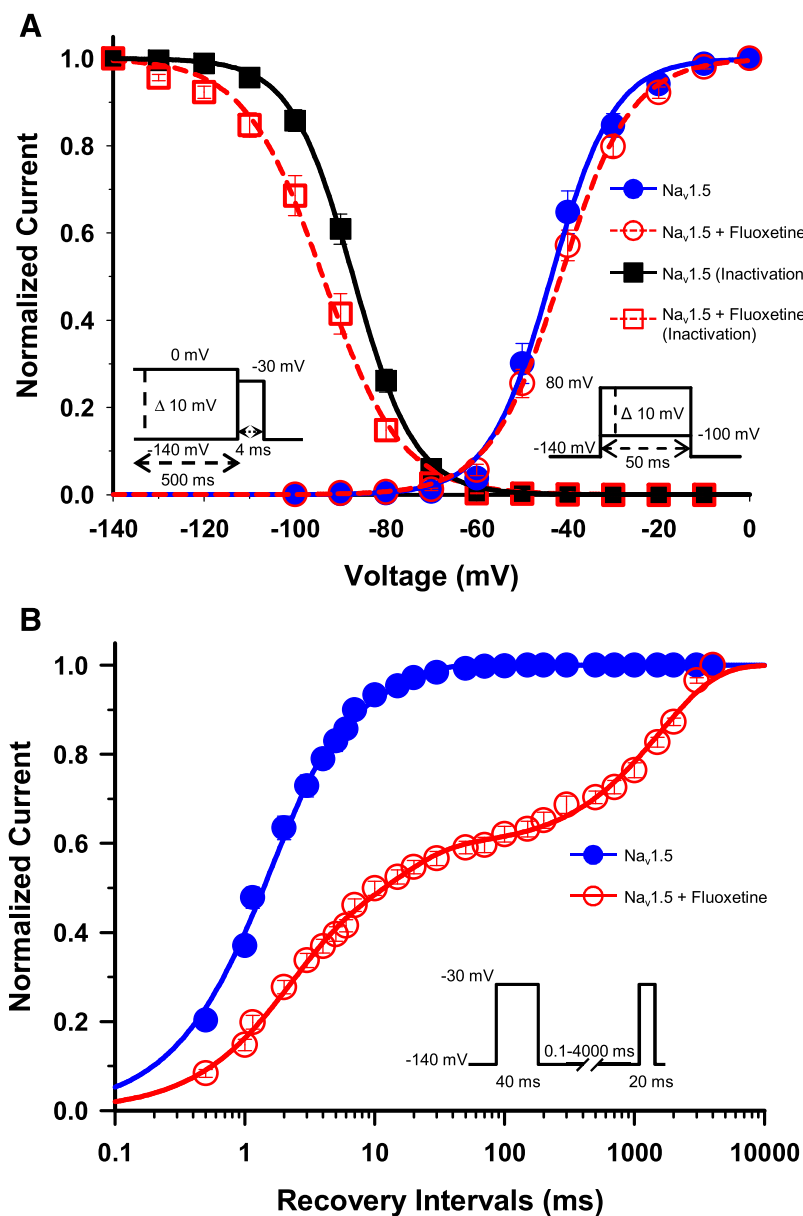 A
1.0
0.8
0.6
0.4
0.2
0.0
Normalized Current
-140 -120 -100 -80 -60 -40 -20 0
Voltage (mV)
Nav1.5
Nav1.5 + Fluoxetine
Nav1.5 (Inactivation
Nav1.5 + Fluoxetine
(Inactivation)
0 mV
-30 mV
Δ 10 mV
-140 mV
4 ms
500 ms
80 mV
Δ 10 mV
-140 mV
-100 mV
50 ms
B
1.0
0.8
0.6
0.4
0.2
0.0
Normalized Current
0.1 1 10 100 1000 10000
Recovery Intervals (ms)
Nav1.5
Nav1.5 + Fluoxetine
-30 mV
-140 mV
0.1-4000 ms
40 ms
20 ms